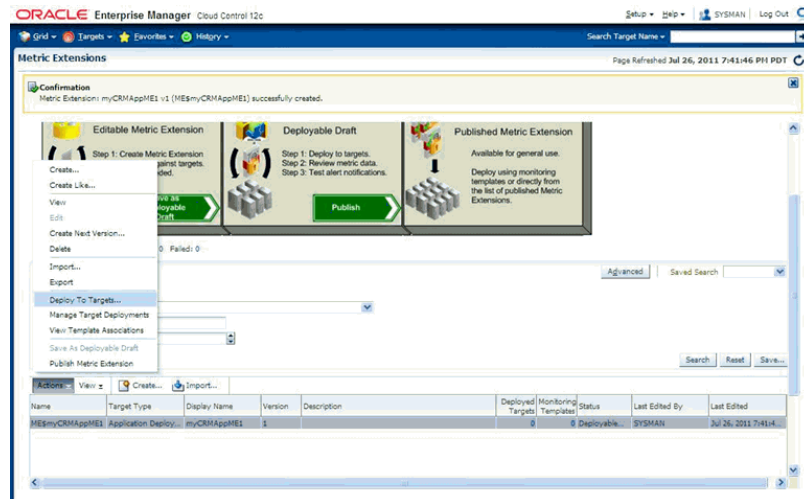 ORACLE Enterprise Manager Cloud Control 12c
Setup Help SYSMAN Log Out
Grid Targets Favorites History Search Target Name
Metric Extensions Page Refreshed Jul 26, 2011 7:41:46 PM PDT
Confirmation
Metric Extension: myCRMAppME1 v1 (ME$myCRMAppME1) successfully created.
Editable Metric Extension
Step 1: Create Metric Extension
Deployable Draft
Step 1: Deploy to targets.
Step 2: Review metric data.
Step 3: Test alert notifications.
Publish
Published Metric Extension
Available for general use.
Deploy using monitoring
templates or directly from
the list of published Metric
Extensions.
Create...
Create Like...
View
Edit
Create Next Version...
Delete
Import...
Export
Deploy To Targets...
Manage Target Deployments
View Template Associations
Save As Deployable Draft
Publish Metric Extension
against targets.
Draft
0 Failed: 0
Advanced Saved Search
Search Reset Save...
Actions View Create... Import...
Name Target Type Display Name Version Description Deployed Targets Monitoring Templates Status Last Edited By Last Edited
ME$myCRMAppME1 Application Deploy... myCRMAppME1 1 0 0 Deployable... SYSMAN Jul 26, 2011 7:41:4...